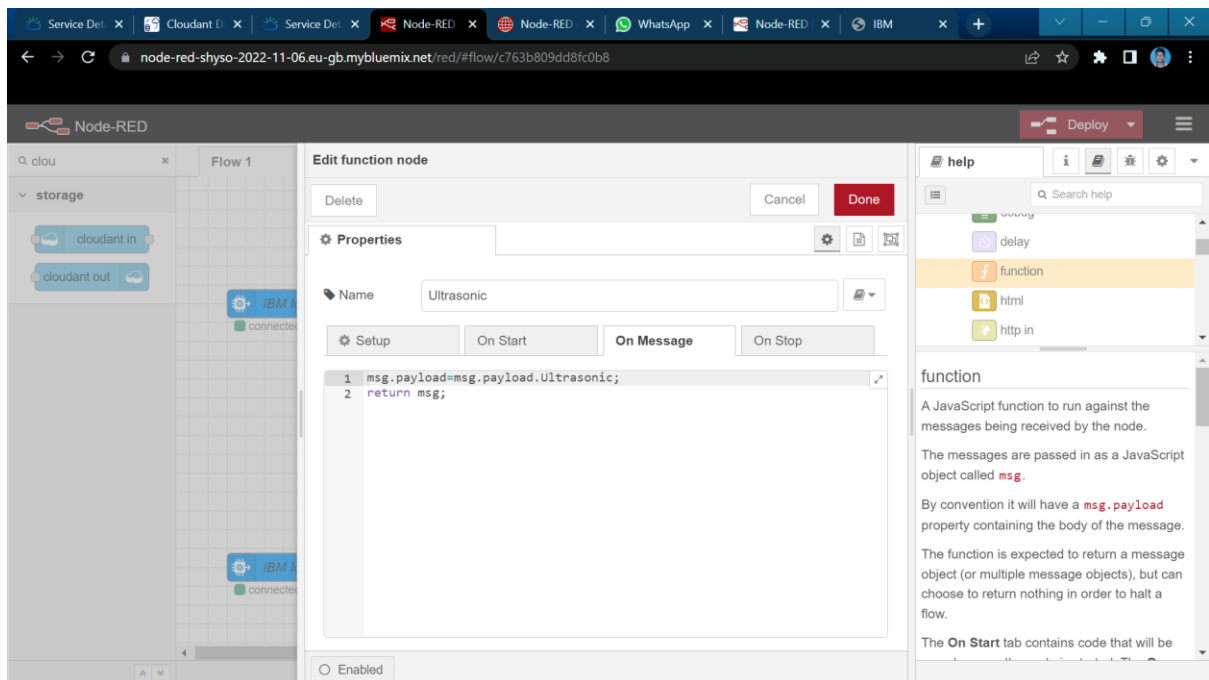 Service Det
Cloudant D
Service Det
Node-RED
Node-RED
WhatsApp
Node-RED
IBM
node-red-shyso-2022-11-06.eu-gb.mybluemix.net/red/#flow/c763b809dd8fc0b8
Node-RED
Deploy
clou
storage
cloudant in
cloudant out
Flow 1
IBM
connected
IBM
connected
Edit function node
Delete
Cancel
Done
Properties
Name
Ultrasonic
Setup
On Start
On Message
On Stop
1 msg.payload=msg.payload.Ultrasonic;
2 return msg;
Enabled
help
Search help
debug
delay
function
html
http in
function
A JavaScript function to run against the
messages being received by the node.
The messages are passed in as a JavaScript
object called msg.
By convention it will have a msg.payload
property containing the body of the message.
The function is expected to return a message
object (or multiple message objects), but can
choose to return nothing in order to halt a
flow.
The On Start tab contains code that will be